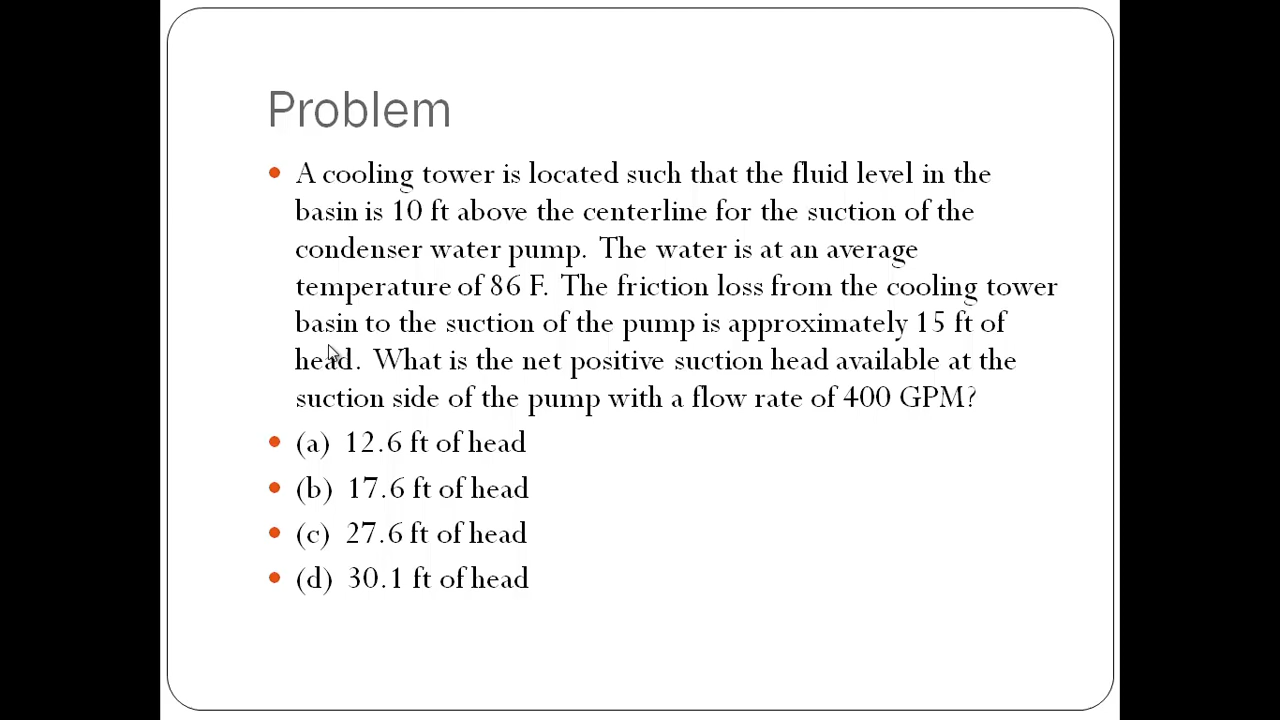 Problem
A cooling tower is located such that the fluid level in the
basin is 10 ft above the centerline for the suction of the
condenser water pump. The water is at an average
temperature of 86 F. The friction loss from the cooling tower
basin to the suction of the pump is approximately 15 ft of
head. What is the net positive suction head available at the
suction side of the pump with a flow rate of 400 GPM?
(a) 12.6 ft of head
(b) 17.6 ft of head
(c) 27.6 ft of head
(d) 30.1 ft of head